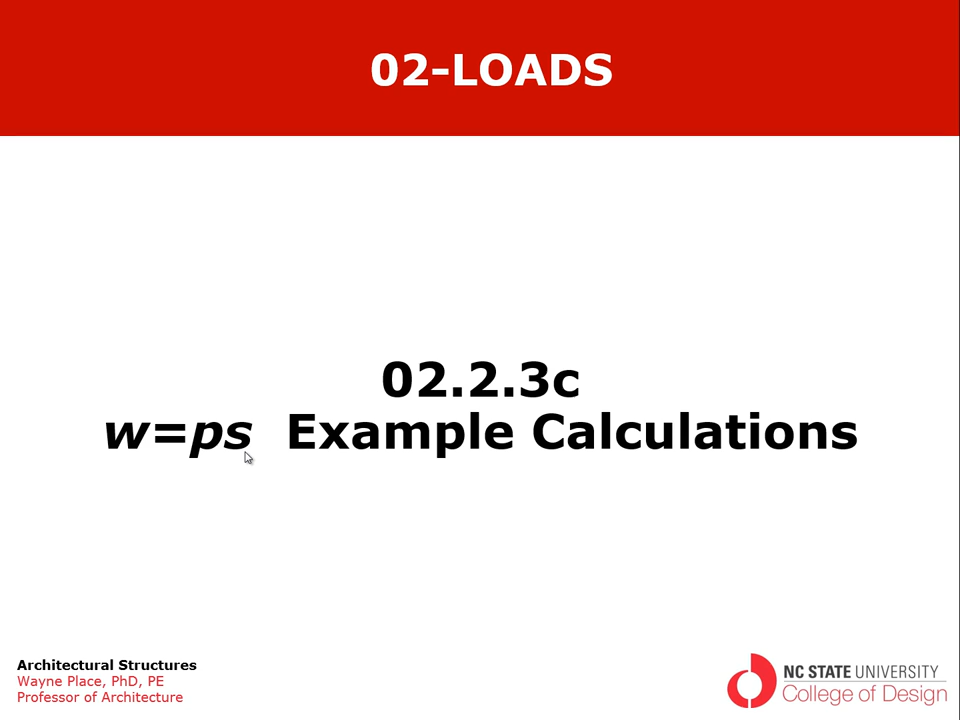 02-LOADS
02.2.3c
w=ps Example Calculations
Architectural Structures
Wayne Place, PhD, PE
Professor of Architecture
NC STATE UNIVERSITY
College of Design